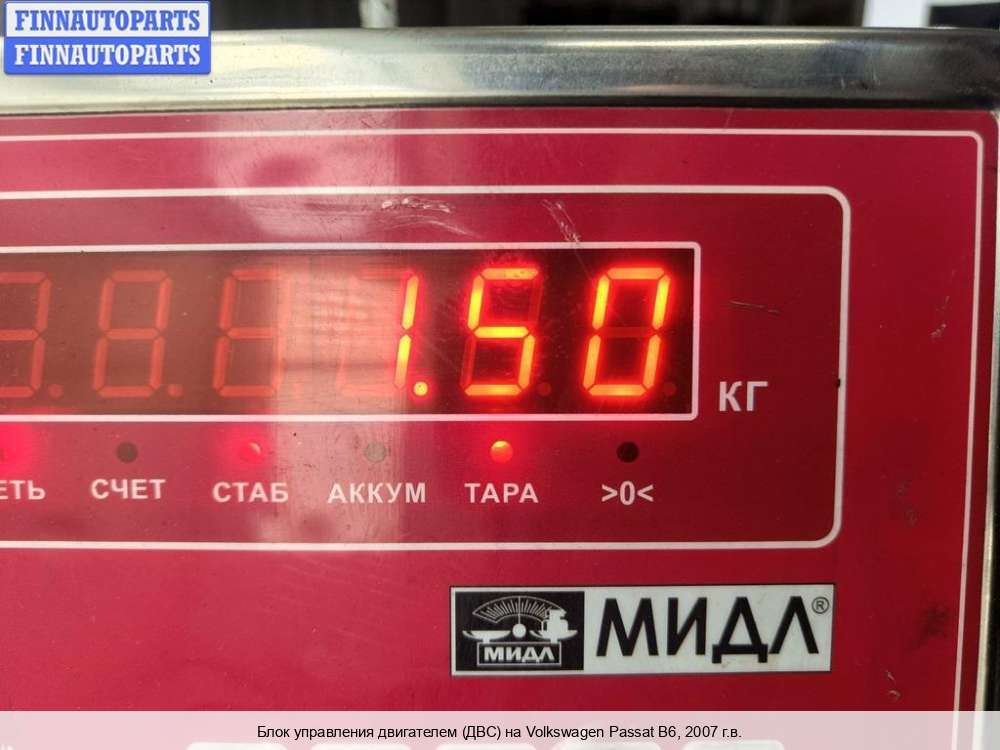 FINNAUTOPARTS
FINNAUTOPARTS
1.50
КГ
СЧЕТ СТАБ АККУМ ТАРА >0<
МИДЛ МИДЛ®
Блок управления двигателем (ДВС) на Volkswagen Passat B6, 2007 г.в.